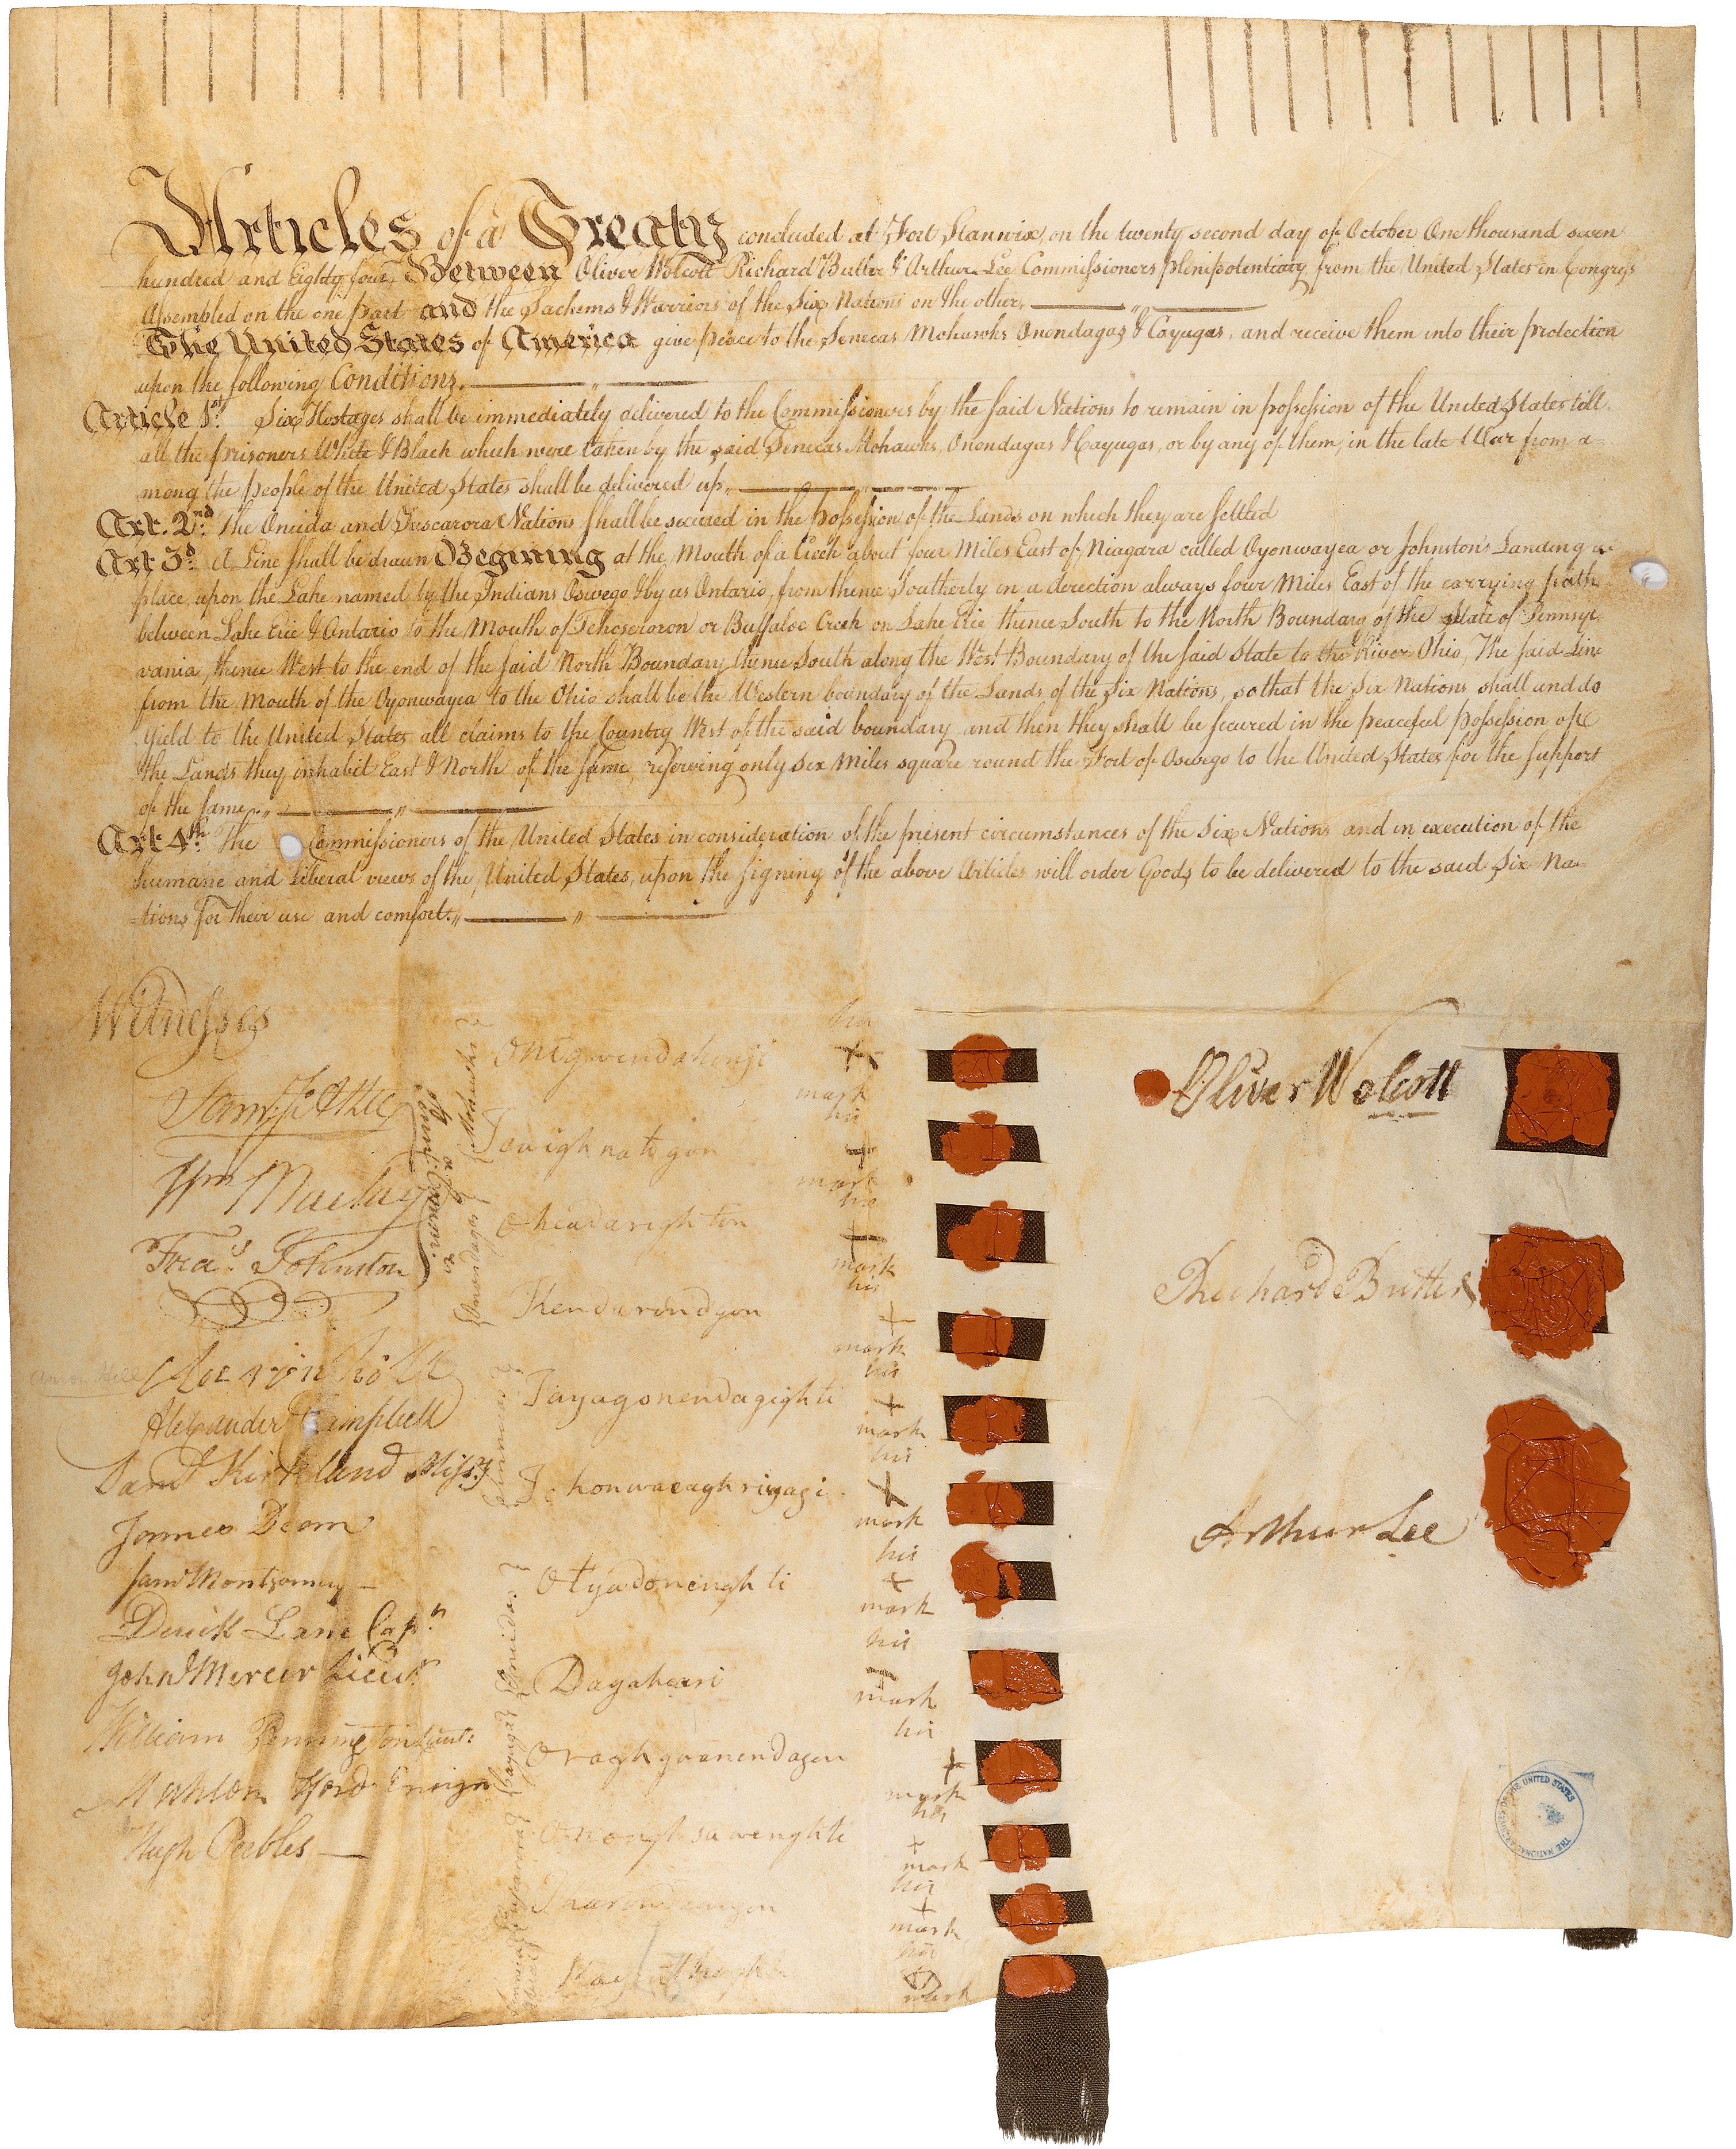 Articles of a Treaty concluded at Fort Stanwix, on the twenty second day of October One thousand seven
hundred and Eighty four, Between Oliver Wolcott Richard Butler & Arthur Lee Commissioners plenipotentiary from the United States in Congress
Assembled on the one Part and the Sachems & Warriors of the Six Nations on the other.
The United States of America give peace to the Senecas Mohawks Onondagas & Cayugas, and receive them into their protection
upon the following Conditions.
Article 1st. Six Hostages shall be immediately delivered to the Commissioners by the said Nations to remain in possession of the United States till
all the prisoners White & Black which were taken by the said Senecas Mohawks, Onondagas & Cayugas, or by any of them, in the late War from a=
mong the people of the United States shall be delivered up.
Art. 2nd. The Oneida and Tuscarora Nations shall be secured in the Possession of the Lands on which they are settled
Art. 3d. A Line shall be drawn Begining at the Mouth of a Creek about four Miles East of Niagara called Oyonwayea or Johnston's Landing
place, upon the Lake named by the Indians Oswego & by us Ontario, from thence Southerly in a derection always four Miles East of the carrying path
between Lake Erie & Ontario to the Mouth of Tehoseroron or Buffaloe Creek on Lake Erie thence South to the North Boundary of the State of Pennsyl
vania, thence West to the end of the said North Boundary thence South along the West Boundary of the said State to the River Ohio, The said Line
from the Mouth of the Oyonwayea to the Ohio shall be the Western boundary of the Lands of the Six Nations, so that the Six Nations shall and do
Yield to the United States all claims to the Country West of the said boundary and then they shall be secured in the peaceful Possession of
the Lands they inhabit East & North of the same, reserving only six Miles square round the Fort of Oswego to the United States for the support
of the same.
Art 4th. The Commissioners of the United States in consideration of the present circumstances of the Six Nations and in execution of the
humane and liberal views of the United States, upon the signing of the above Articles will order Goods to be delivered to the said Six Na=
tions for their use and comfort.
Witnesses
Sam. J. Atlee
Wm Maclay
Fras. Johnston
Penn: Comm:rs
Aaron Hill
Alexander Campbell
Saml Kirkland Missy
James Dean
Saml Montgomery
Derick Lane Capn.
John Mercer Lieut.
William Pennington Lieut:
Mahlon Ford Ensign
Hugh Peebles
Mohawks
Onondagas
Sennecas
Oneidas
Cayugas
Tuscarora
Onigwendahonji his + mark
Towighnatogon his + mark
Oheadarighton his + mark
Kendarindgon his + mark
Tayagonendagighti his + mark
Tehonwaeaghriyagi his + mark
Otyadonenghti his + mark
Dagaheari his + mark
Oraghgoanendagen his + mark
Ononghsawenghti his + mark
Tharondawagon his + mark
his mark
Oliver Wolcott
Richard Butler
Arthur Lee
THE NATIONAL ARCHIVES OF THE UNITED STATES